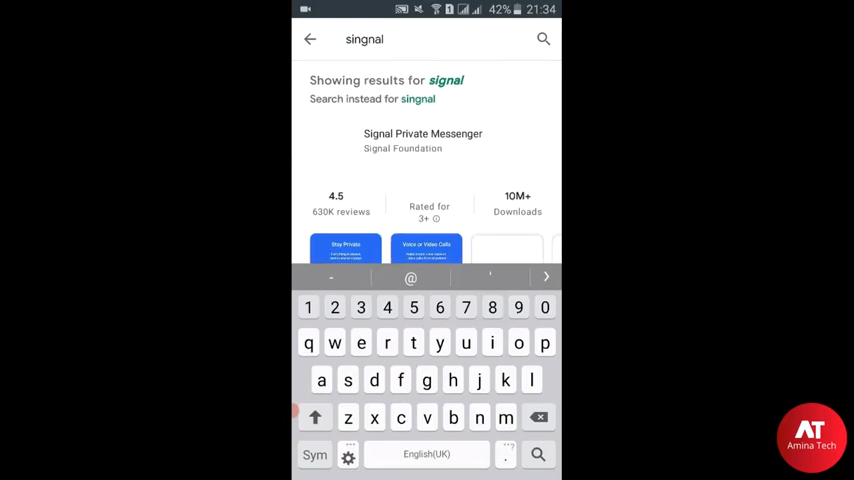 42% 21:34
singnal
Showing results for signal
Search instead for singnal
Signal Private Messenger
Signal Foundation
4.5
630K reviews
Rated for
3+
10M+
Downloads
Stay Private
Voice or Video Calls
- @ '
1 2 3 4 5 6 7 8 9 0
q w e r t y u i o p
a s d f g h j k l
z x c v b n m
Sym English(UK) .
AT
Amina Tech